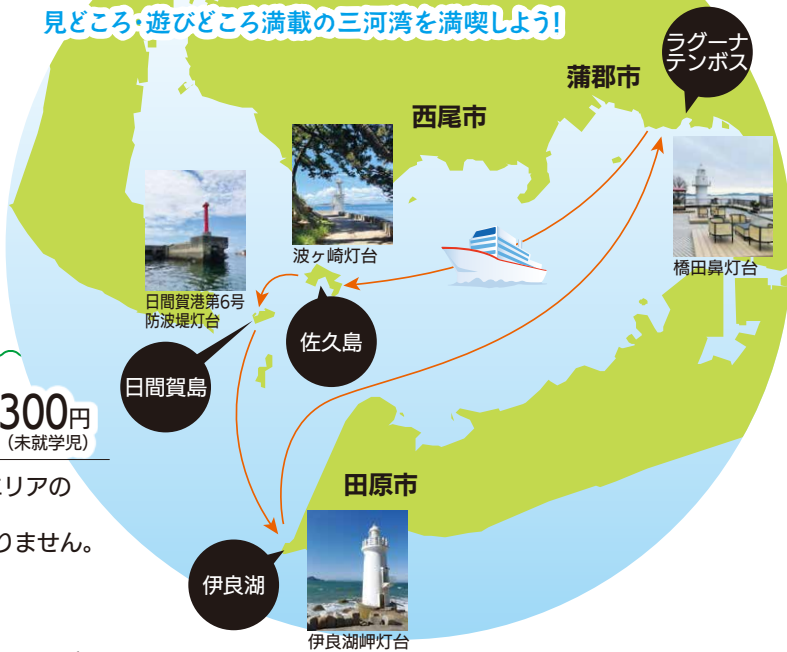 見どころ・遊びどころ満載の三河湾を満喫しよう！
ラグーナ
テンボス
蒲郡市
西尾市
波ヶ崎灯台
橋田鼻灯台
日間賀港第6号
防波堤灯台
佐久島
日間賀島
300円
（未就学児）
エリアの
田原市
りません。
伊良湖
伊良湖岬灯台